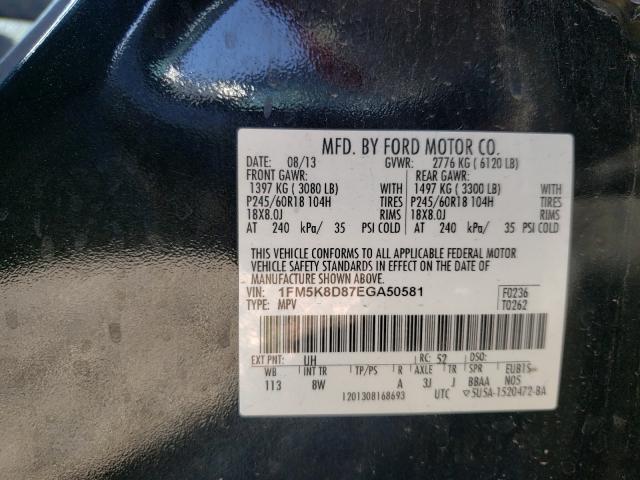 MFD. BY FORD MOTOR CO.
DATE: 08/13 GVWR: 2776 KG ( 6120 LB)
FRONT GAWR: REAR GAWR:
1397 KG ( 3080 LB) 1497 KG ( 3300 LB)
P245/60R18 104H TIRES P245/60R18 104H TIRES
18X8.0J RIMS 18X8.0J RIMS
AT 240 kPa/ 35 PSI COLD AT 240 kPa/ 35 PSI COLD
THIS VEHICLE CONFORMS TO ALL APPLICABLE FEDERAL MOTOR
VEHICLE SAFETY STANDARDS IN EFFECT ON THE DATE OF
MANUFACTURE SHOWN ABOVE.
VIN: 1FM5K8D87EGA50581 F0236
TYPE: MPV T0262
EXT PNT: UH RC: 52 DSO:
WB INT TR TP/PS R AXLE TR SPR EUB1S
113 8W A 3J J BBAA N0S
1201308168693 UTC 5U5A-1520472-BA